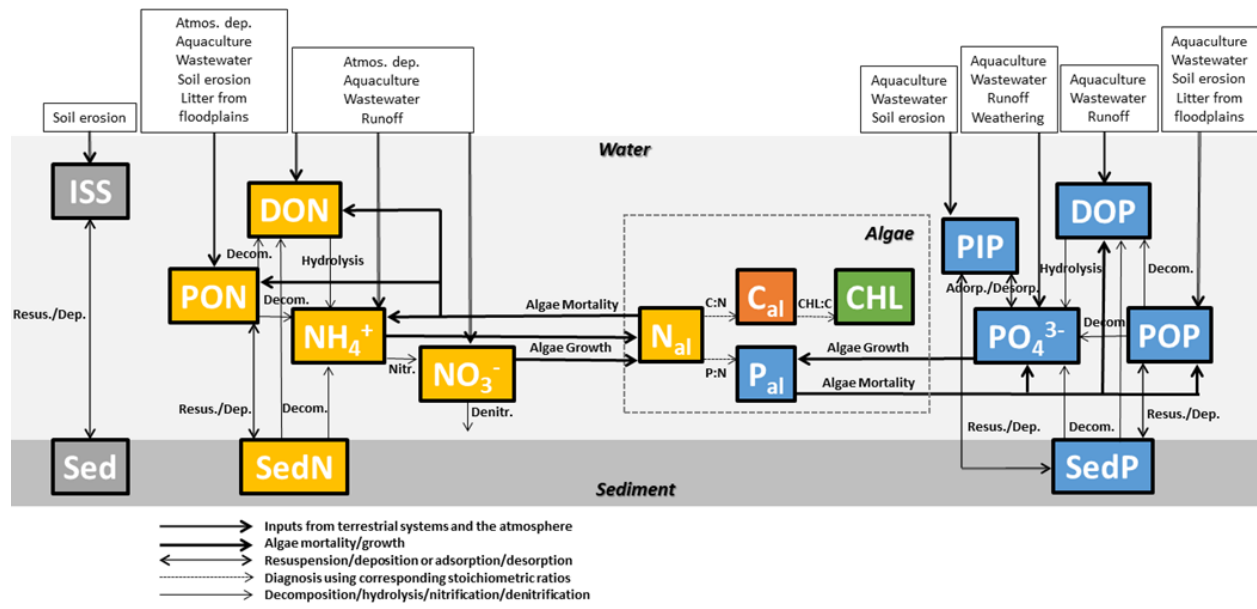 Atmos. dep.
Aquaculture
Wastewater
Soil erosion
Litter from
floodplains
Atmos. dep.
Aquaculture
Wastewater
Runoff
Soil erosion
Aquaculture
Wastewater
Soil erosion
Aquaculture
Wastewater
Runoff
Weathering
Aquaculture
Wastewater
Runoff
Aquaculture
Wastewater
Soil erosion
Litter from
floodplains
Water
ISS
DON
Decom.
Hydrolysis
PON
Decom.
NH₄⁺
Nitr.
NO₃⁻
Denitr.
Resus./Dep.
Resus./Dep.
Decom.
Algae Mortality
Algae Growth
Algae
N_al
C:N
C_al
CHL:C
CHL
P:N
P_al
Algae Growth
Algae Mortality
PIP
Adorp./Desorp.
DOP
Hydrolysis
Decom.
PO₄³⁻
Decom
POP
Resus./Dep.
Decom.
Resus./Dep.
Sed
SedN
SedP
Sediment
Inputs from terrestrial systems and the atmosphere
Algae mortality/growth
Resuspension/deposition or adsorption/desorption
Diagnosis using corresponding stoichiometric ratios
Decomposition/hydrolysis/nitrification/denitrification